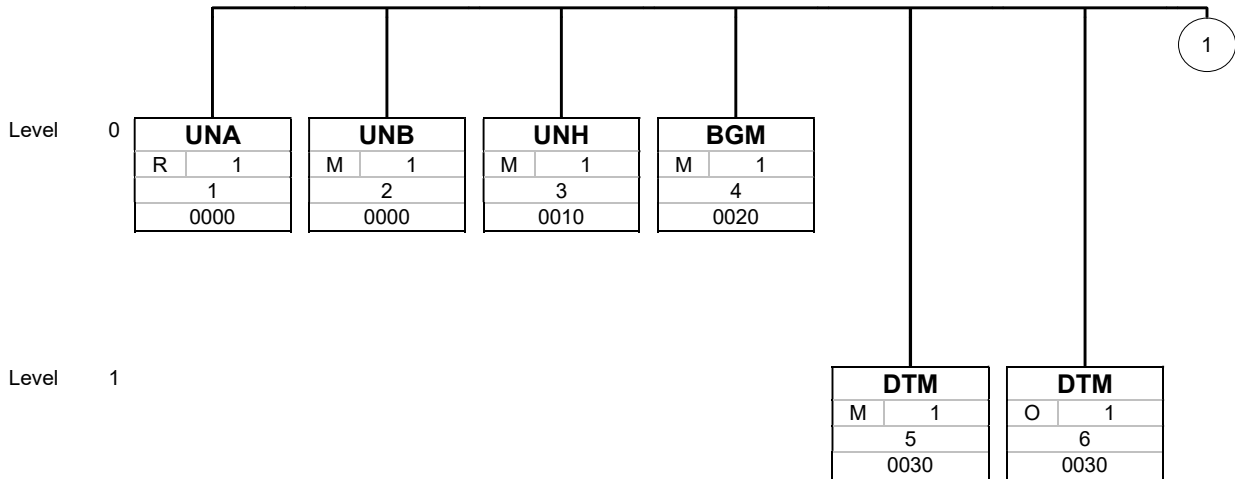 1
Level 0 UNA UNB UNH BGM
R 1 M 1 M 1 M 1
1 2 3 4
0000 0000 0010 0020
Level 1 DTM DTM
M 1 O 1
5 6
0030 0030